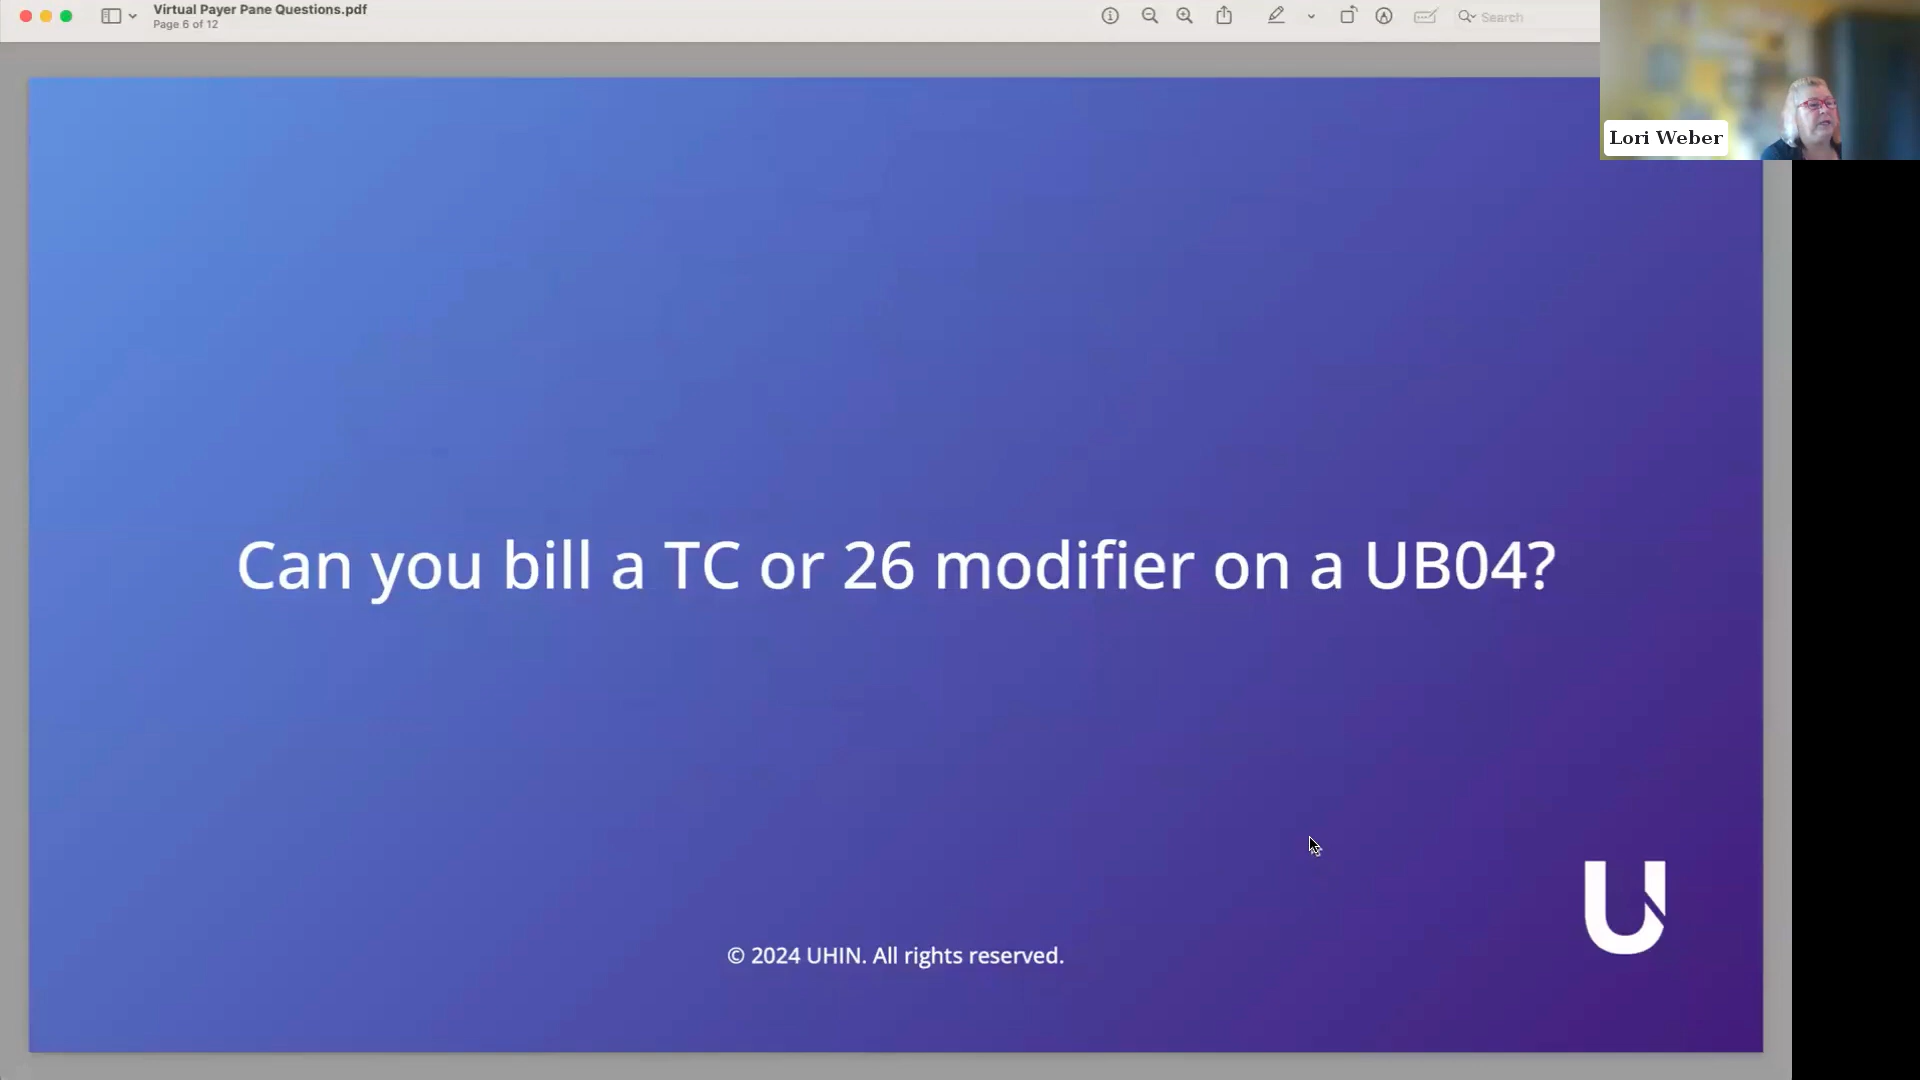 Virtual Payer Pane Questions.pdf
Page 6 of 12
Search
Lori Weber
Can you bill a TC or 26 modifier on a UB04?
© 2024 UHIN. All rights reserved.